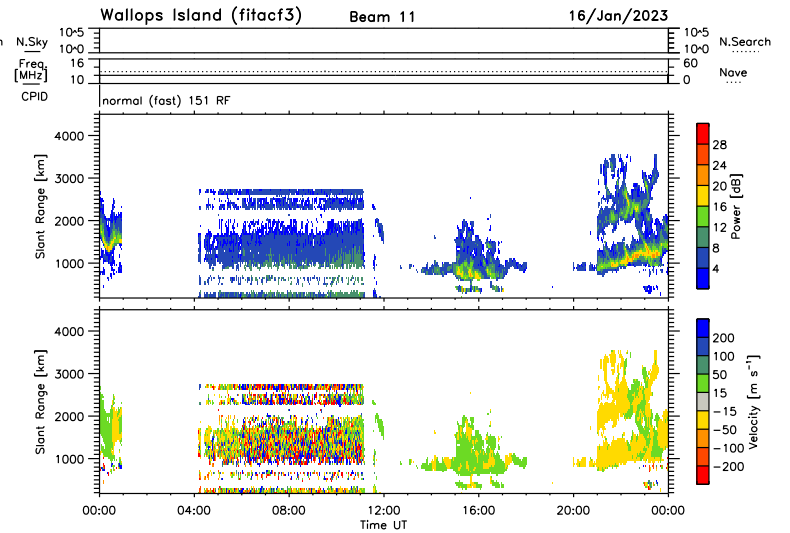 Wallops Island (fitacf3) Beam 11 16/Jan/2023
N.Sky 10^5 10^0 10^5 10^0 N.Search
Freq. [MHz] 16 10 60 0 Nave
CPID normal (fast) 151 RF
Slant Range [km]
4000
3000
2000
1000
28
24
20
16
12
8
4
Power [dB]
Slant Range [km]
4000
3000
2000
1000
200
100
50
15
−15
−50
−100
−200
Velocity [m s⁻¹]
00:00 04:00 08:00 12:00 16:00 20:00 00:00
Time UT